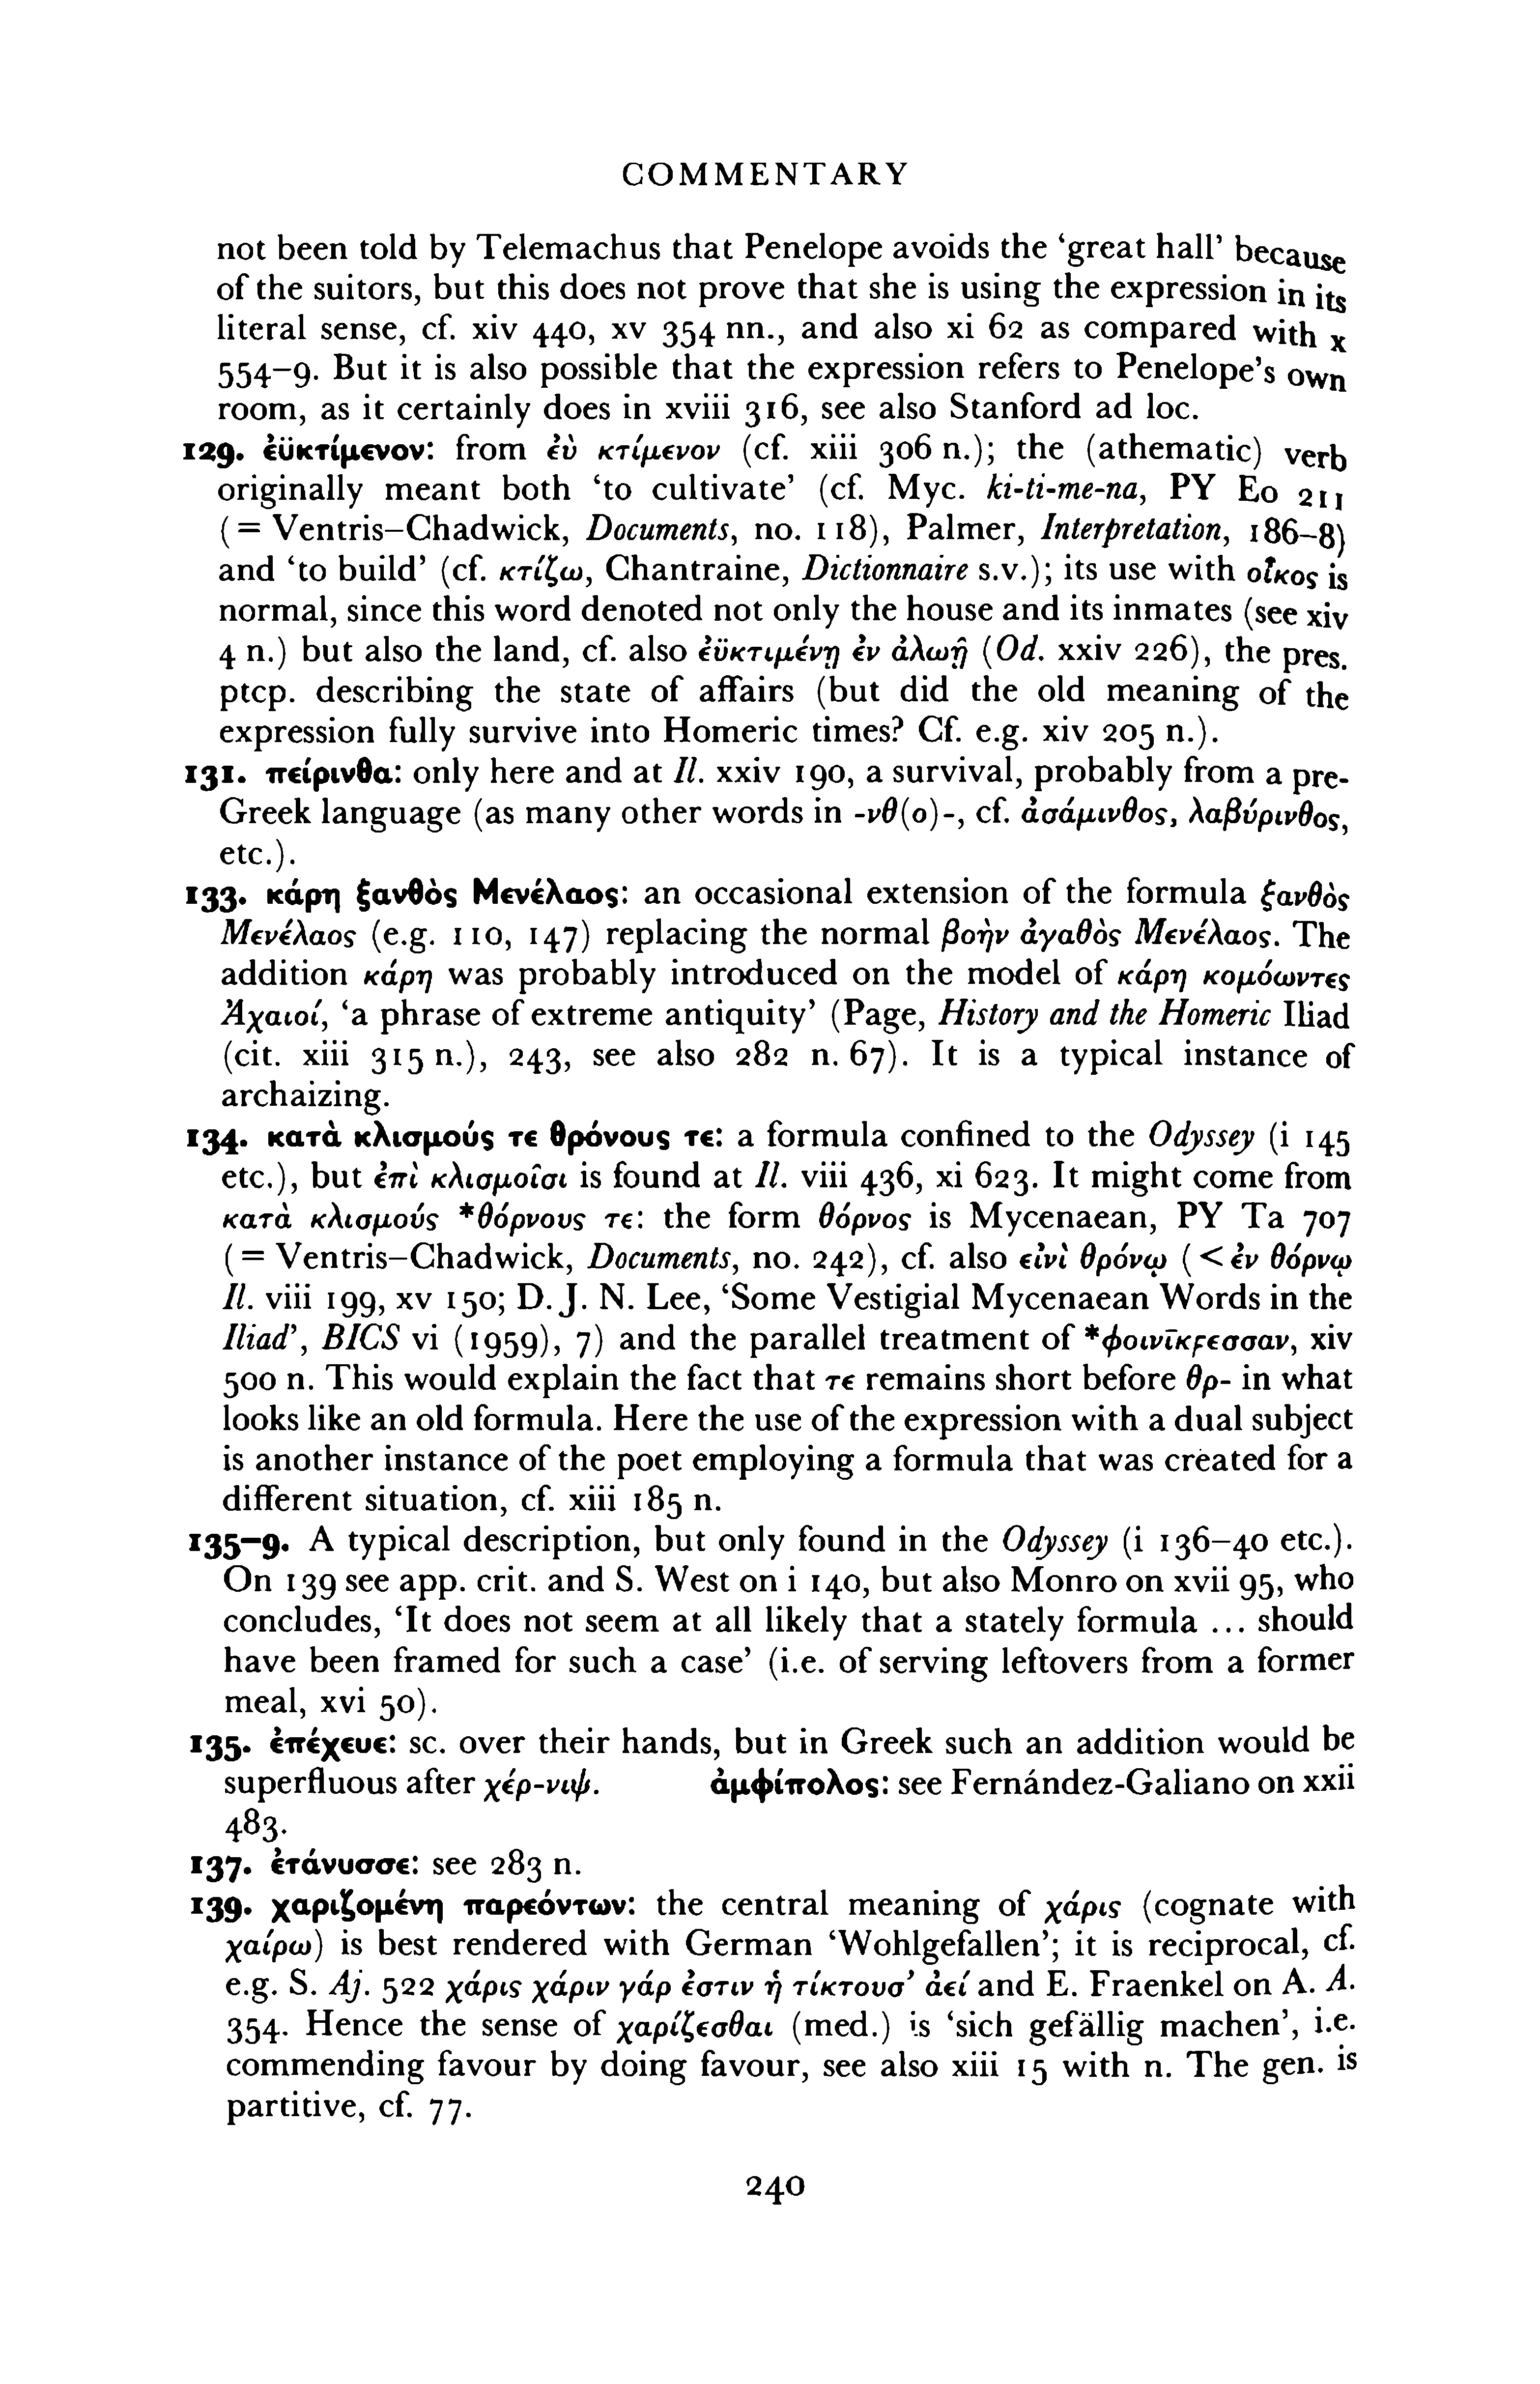 COMMENTARY
not been told by Telemachus that Penelope avoids the ‘great hall’ because
of the suitors, but this does not prove that she is using the expression in its
literal sense, cf. xiv 440, xv 354 nn., and also xi 62 as compared with x
554–9. But it is also possible that the expression refers to Penelope’s own
room, as it certainly does in xviii 316, see also Stanford ad loc.
129. ἐϋκτίμενον: from ἐὺ κτίμενον (cf. xiii 306 n.); the (athematic) verb
originally meant both ‘to cultivate’ (cf. Myc. ki-ti-me-na, PY Eo 211
(= Ventris–Chadwick, Documents, no. 118), Palmer, Interpretation, 186–8)
and ‘to build’ (cf. κτίζω, Chantraine, Dictionnaire s.v.); its use with οἶκος is
normal, since this word denoted not only the house and its inmates (see xiv
4 n.) but also the land, cf. also ἐϋκτιμένῃ ἐν ἀλωῇ (Od. xxiv 226), the pres.
ptcp. describing the state of affairs (but did the old meaning of the
expression fully survive into Homeric times? Cf. e.g. xiv 205 n.).
131. πείρινθα: only here and at Il. xxiv 190, a survival, probably from a pre-
Greek language (as many other words in -νθ(ο)-, cf. ἀσάμινθος, λαβύρινθος,
etc.).
133. κάρη ξανθὸς Μενέλαος: an occasional extension of the formula ξανθὸς
Μενέλαος (e.g. 110, 147) replacing the normal βοὴν ἀγαθὸς Μενέλαος. The
addition κάρη was probably introduced on the model of κάρη κομόωντες
Ἀχαιοί, ‘a phrase of extreme antiquity’ (Page, History and the Homeric Iliad
(cit. xiii 315 n.), 243, see also 282 n. 67). It is a typical instance of
archaizing.
134. κατὰ κλισμούς τε θρόνους τε: a formula confined to the Odyssey (i 145
etc.), but ἐπὶ κλισμοῖσι is found at Il. viii 436, xi 623. It might come from
κατὰ κλισμούς *θόρνους τε: the form θόρνος is Mycenaean, PY Ta 707
(= Ventris–Chadwick, Documents, no. 242), cf. also εἰνὶ θρόνῳ (< ἐν θόρνῳ
Il. viii 199, xv 150; D. J. N. Lee, ‘Some Vestigial Mycenaean Words in the
Iliad’, BICS vi (1959), 7) and the parallel treatment of *φοινῑκϝεσσαν, xiv
500 n. This would explain the fact that τε remains short before θρ- in what
looks like an old formula. Here the use of the expression with a dual subject
is another instance of the poet employing a formula that was created for a
different situation, cf. xiii 185 n.
135–9. A typical description, but only found in the Odyssey (i 136–40 etc.).
On 139 see app. crit. and S. West on i 140, but also Monro on xvii 95, who
concludes, ‘It does not seem at all likely that a stately formula ... should
have been framed for such a case’ (i.e. of serving leftovers from a former
meal, xvi 50).
135. ἐπέχευε: sc. over their hands, but in Greek such an addition would be
superfluous after χέρ-νιψ. ἀμφίπολος: see Fernández-Galiano on xxii
483.
137. ἐτάνυσσε: see 283 n.
139. χαριζομένη παρεόντων: the central meaning of χάρις (cognate with
χαίρω) is best rendered with German ‘Wohlgefallen’; it is reciprocal, cf.
e.g. S. Aj. 522 χάρις χάριν γάρ ἐστιν ἡ τίκτουσ’ ἀεί and E. Fraenkel on A. A.
354. Hence the sense of χαρίζεσθαι (med.) is ‘sich gefällig machen’, i.e.
commending favour by doing favour, see also xiii 15 with n. The gen. is
partitive, cf. 77.
240